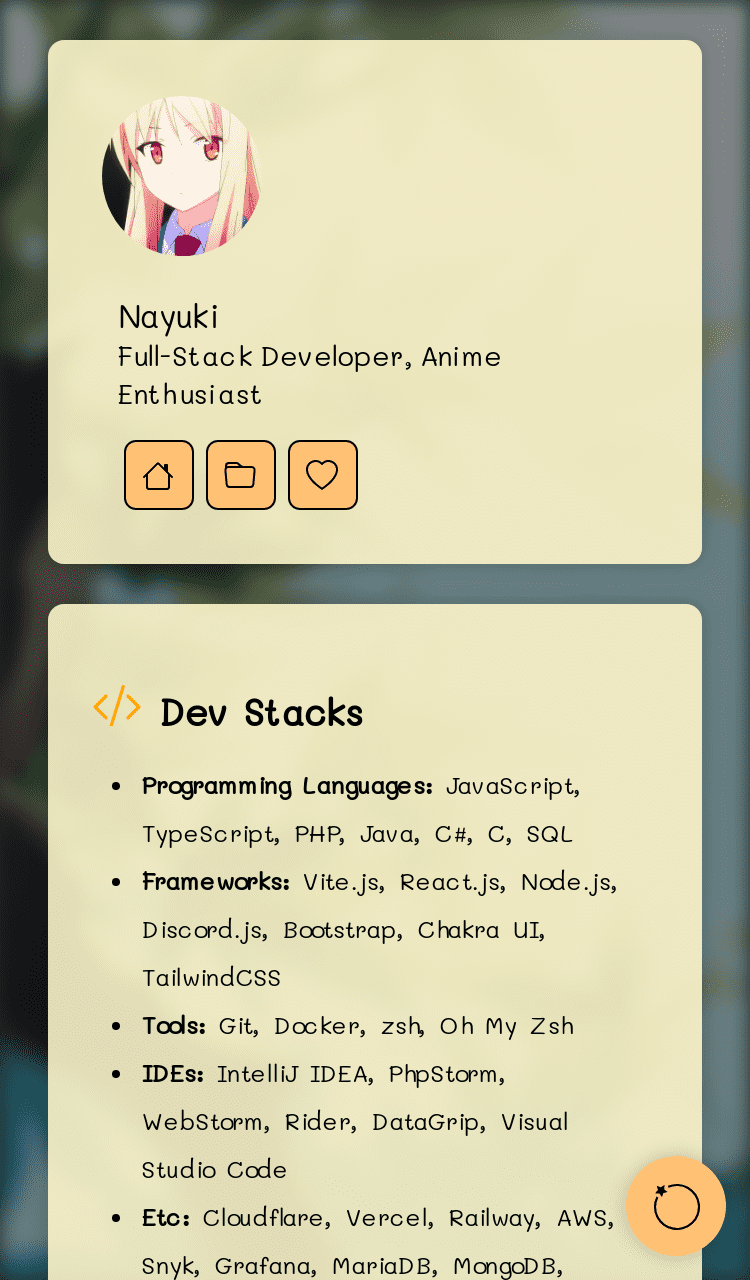 Nayuki
Full-Stack Developer, Anime
Enthusiast
Dev Stacks
Programming Languages: JavaScript,
TypeScript, PHP, Java, C#, C, SQL
Frameworks: Vite.js, React.js, Node.js,
Discord.js, Bootstrap, Chakra UI,
TailwindCSS
Tools: Git, Docker, zsh, Oh My Zsh
IDEs: IntelliJ IDEA, PhpStorm,
WebStorm, Rider, DataGrip, Visual
Studio Code
Etc: Cloudflare, Vercel, Railway, AWS,
Snyk, Grafana, MariaDB, MongoDB,